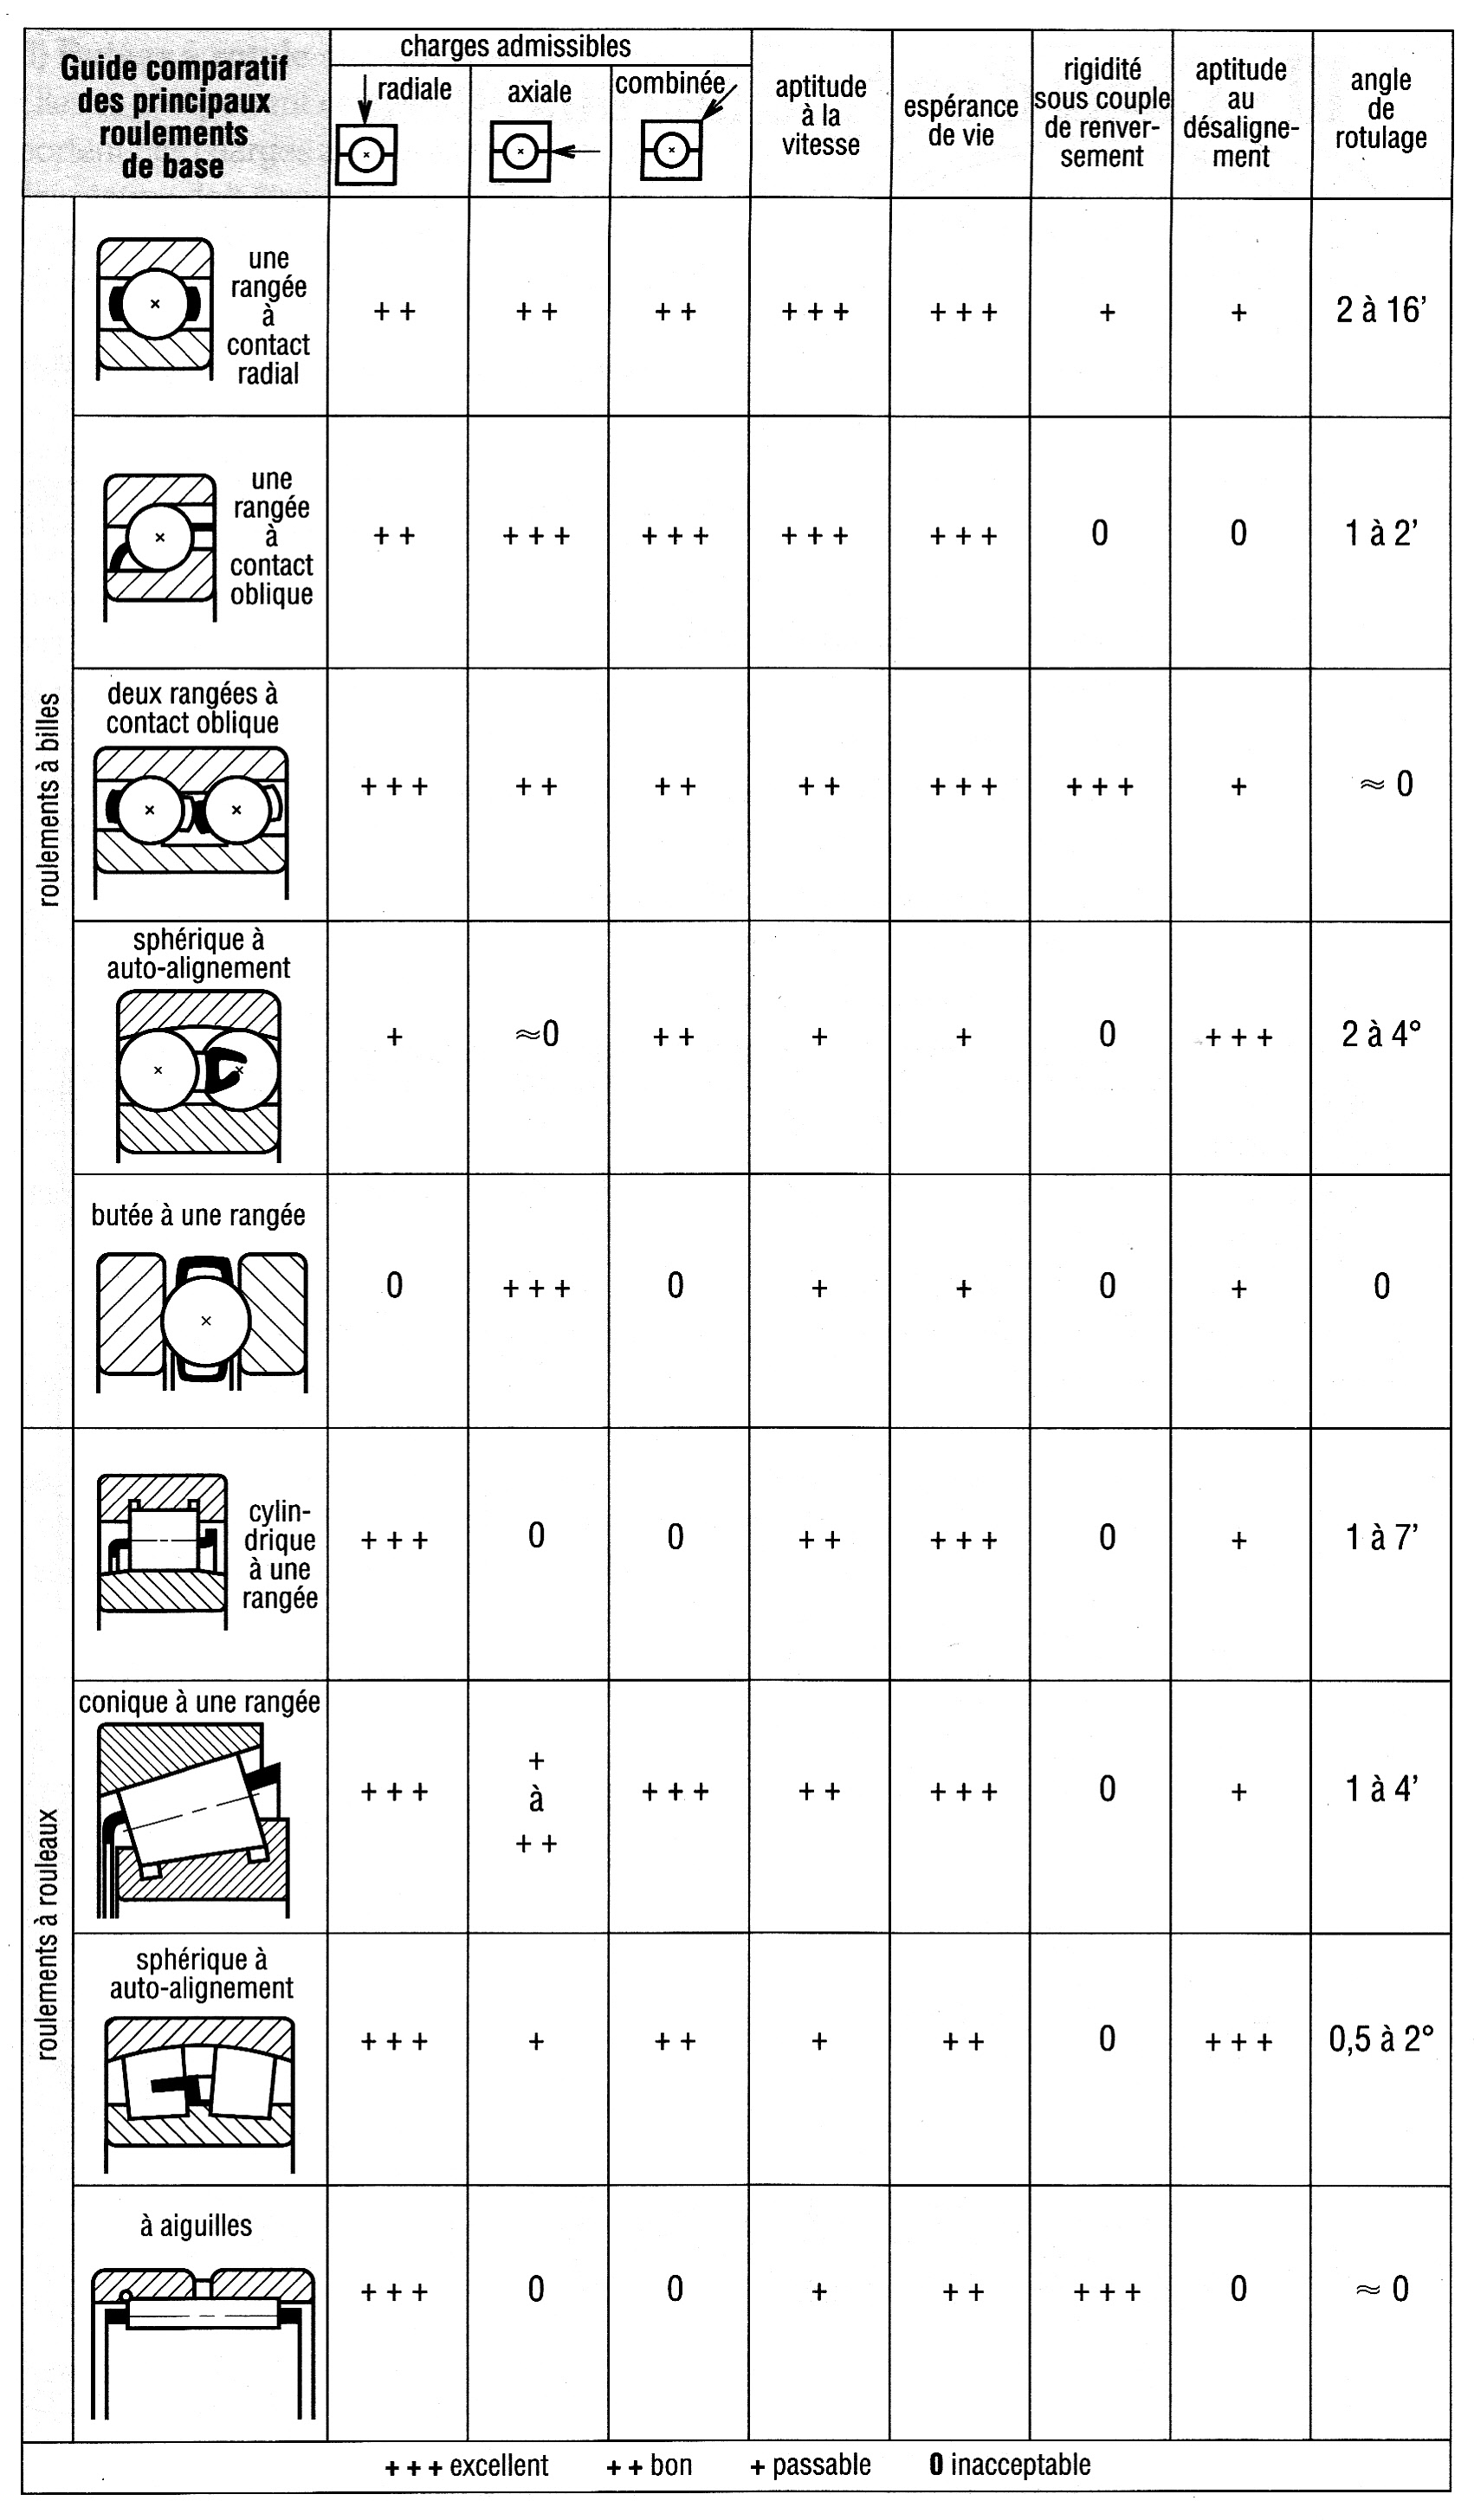 Guide comparatif
des principaux
roulements
de base
charges admissibles
radiale
axiale
combinée
aptitude
à la
vitesse
espérance
de vie
rigidité
sous couple
de renver-
sement
aptitude
au
désaligne-
ment
angle
de
rotulage
roulements à billes
une
rangée
à
contact
radial
+ + + + + + + + + + + + + + 2 à 16’
une
rangée
à
contact
oblique
+ + + + + + + + + + + + + + 0 0 1 à 2’
deux rangées à
contact oblique
+ + + + + + + + + + + + + + + + ≈ 0
sphérique à
auto-alignement
+ ≈0 + + + + 0 + + + 2 à 4°
butée à une rangée
0 + + + 0 + + 0 + 0
roulements à rouleaux
cylin-
drique
à une
rangée
+ + + 0 0 + + + + + 0 + 1 à 7’
conique à une rangée
+ + + + à + + + + + + + + + + 0 + 1 à 4’
sphérique à
auto-alignement
+ + + + + + + + + 0 + + + 0,5 à 2°
à aiguilles
+ + + 0 0 + + + + + + 0 ≈ 0
+ + + excellent + + bon + passable 0 inacceptable